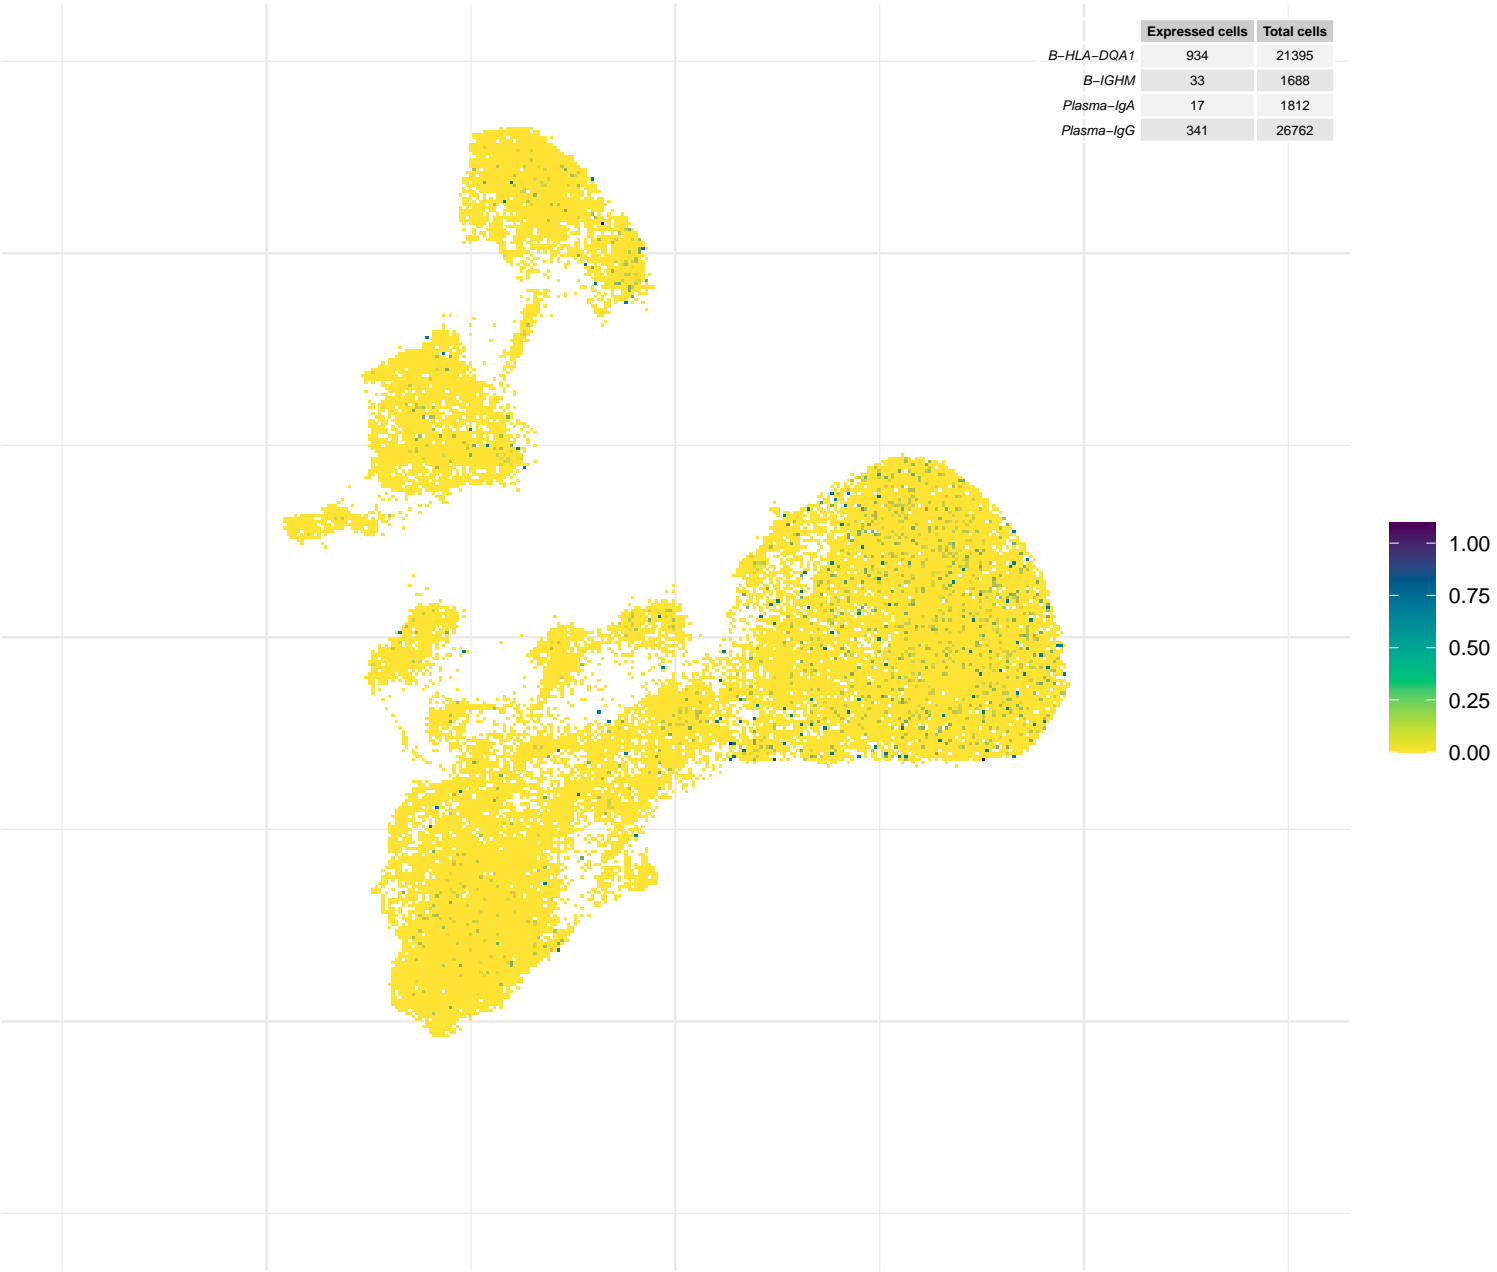 Expressed cells Total cells
B−HLA−DQA1 934 21395
B−IGHM 33 1688
Plasma−IgA 17 1812
Plasma−IgG 341 26762
1.00
0.75
0.50
0.25
0.00